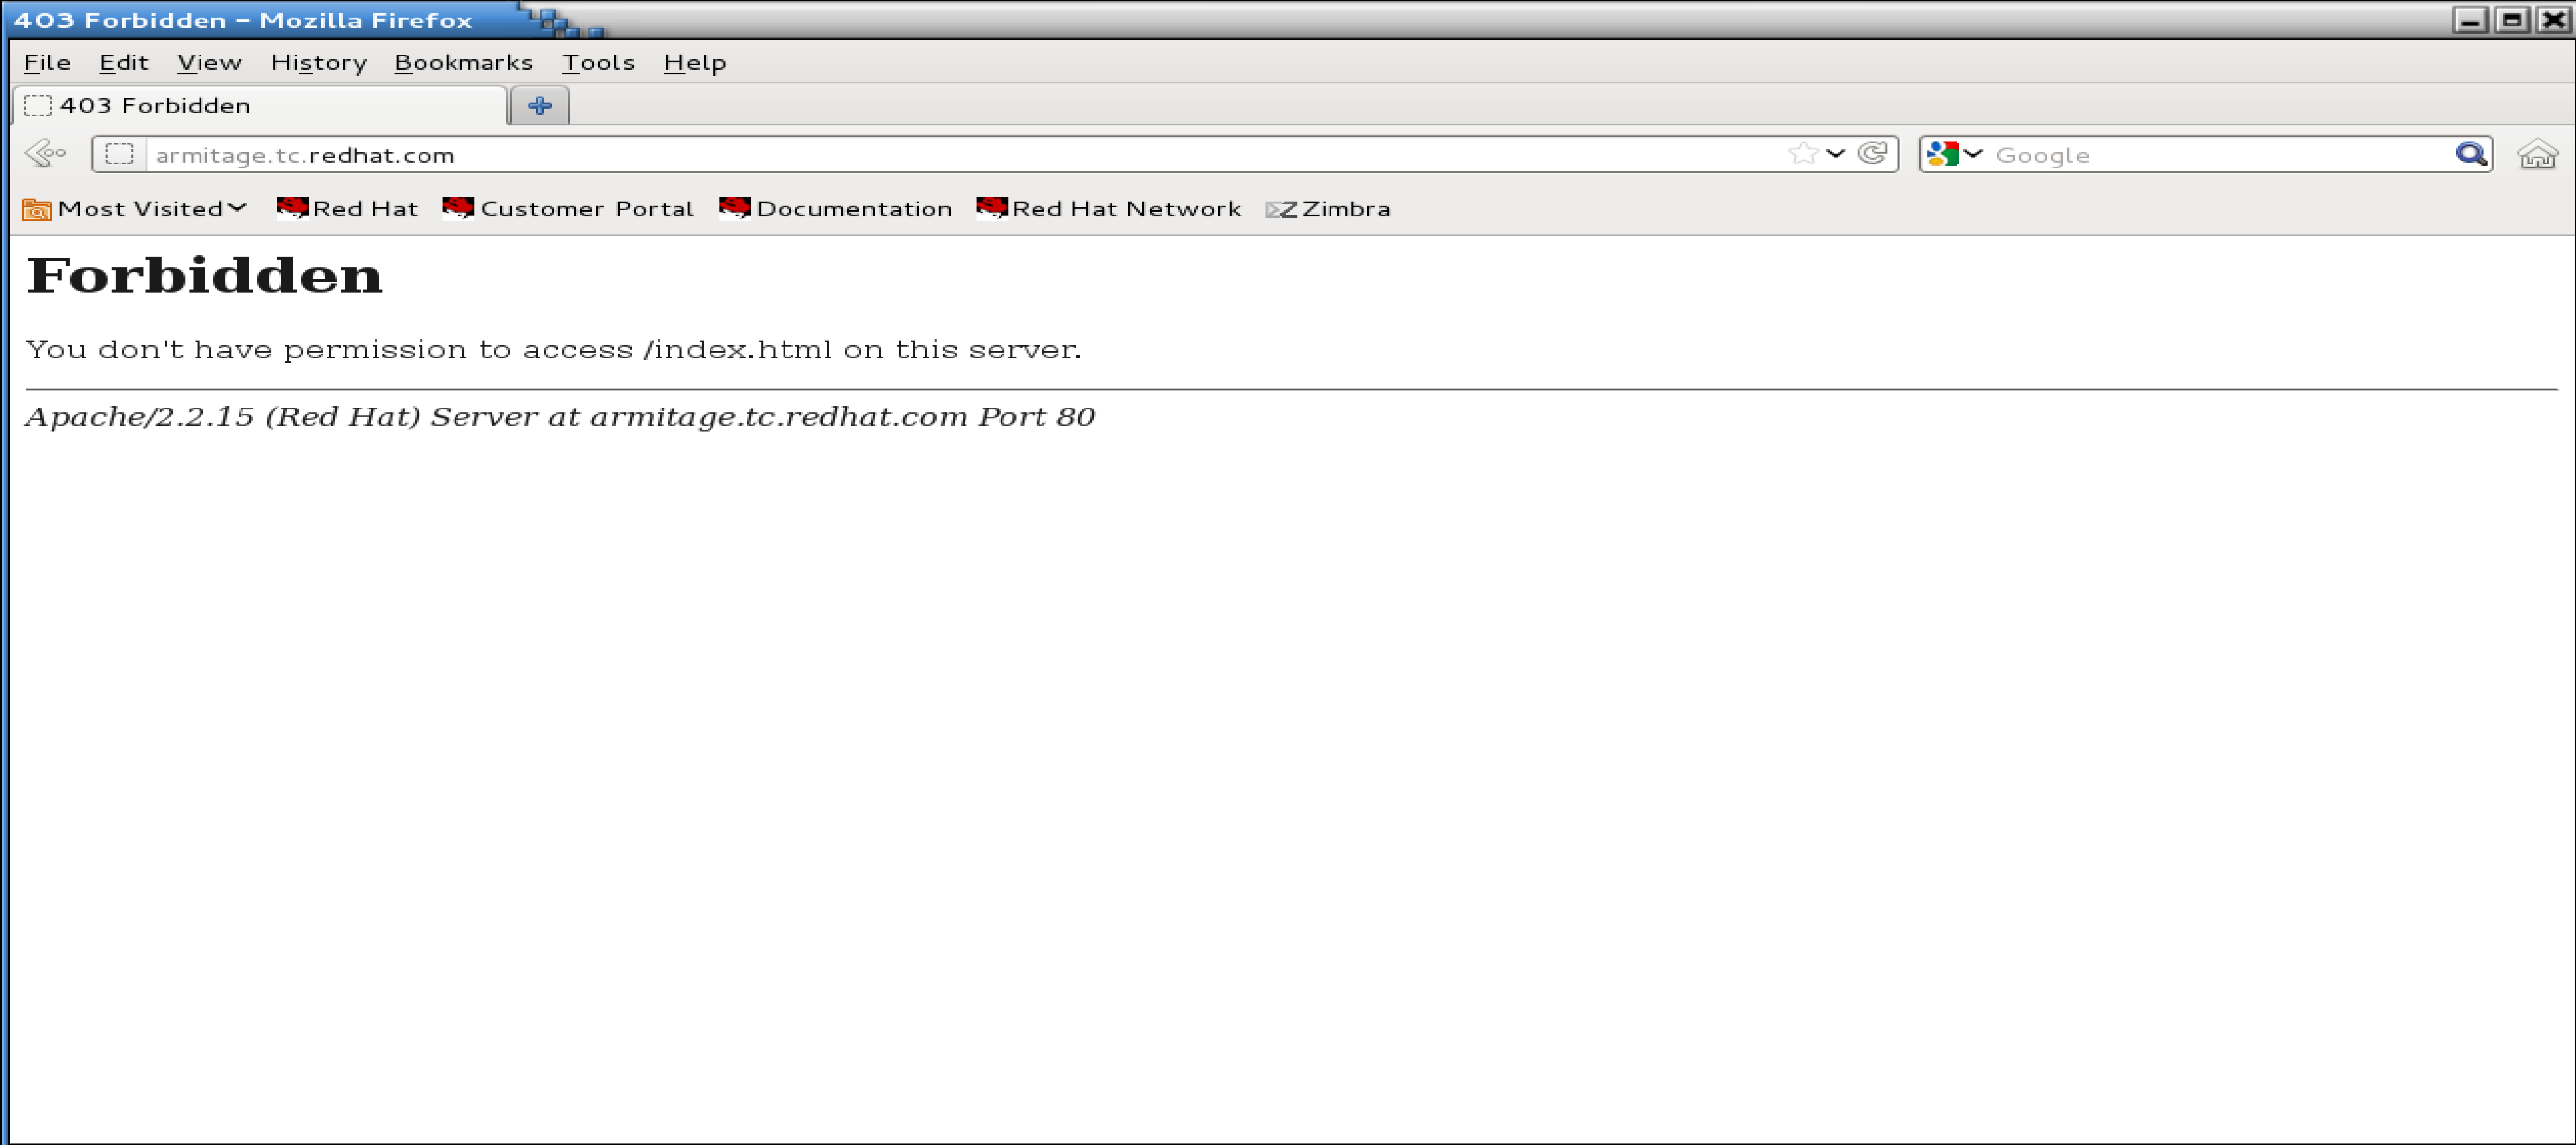 403 Forbidden - Mozilla Firefox
File Edit View History Bookmarks Tools Help
403 Forbidden
armitage.tc.redhat.com Google
Most Visited Red Hat Customer Portal Documentation Red Hat Network Zimbra
Forbidden
You don't have permission to access /index.html on this server.
Apache/2.2.15 (Red Hat) Server at armitage.tc.redhat.com Port 80